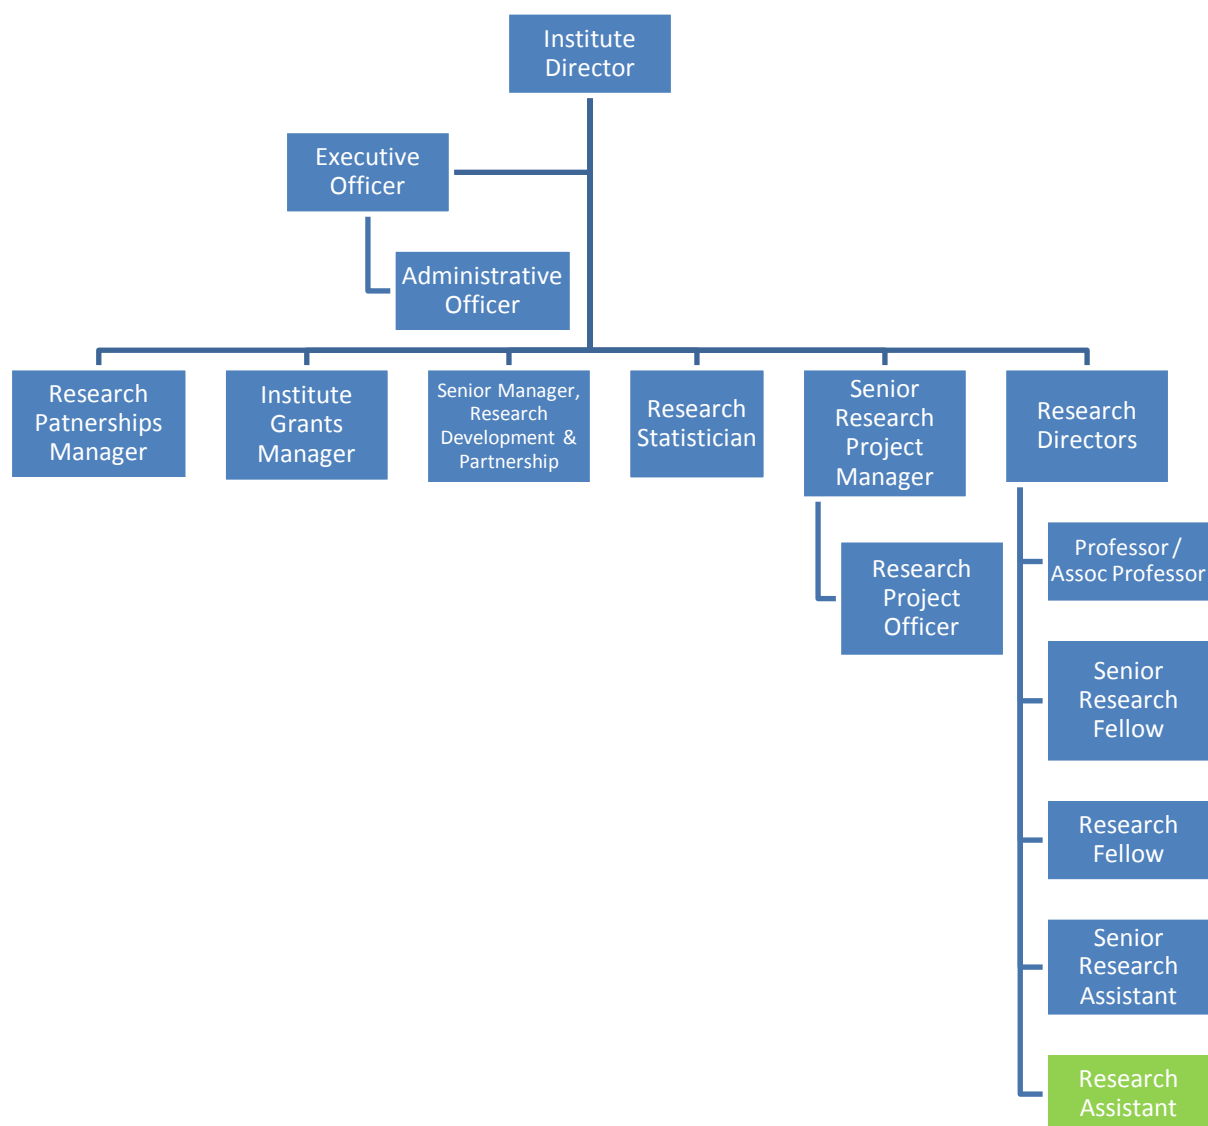 Institute
Director
Executive
Officer
Administrative
Officer
Research
Patnerships
Manager
Institute
Grants
Manager
Senior Manager,
Research
Development &
Partnership
Research
Statistician
Senior
Research
Project
Manager
Research
Directors
Research
Project
Officer
Professor /
Assoc Professor
Senior
Research
Fellow
Research
Fellow
Senior
Research
Assistant
Research
Assistant